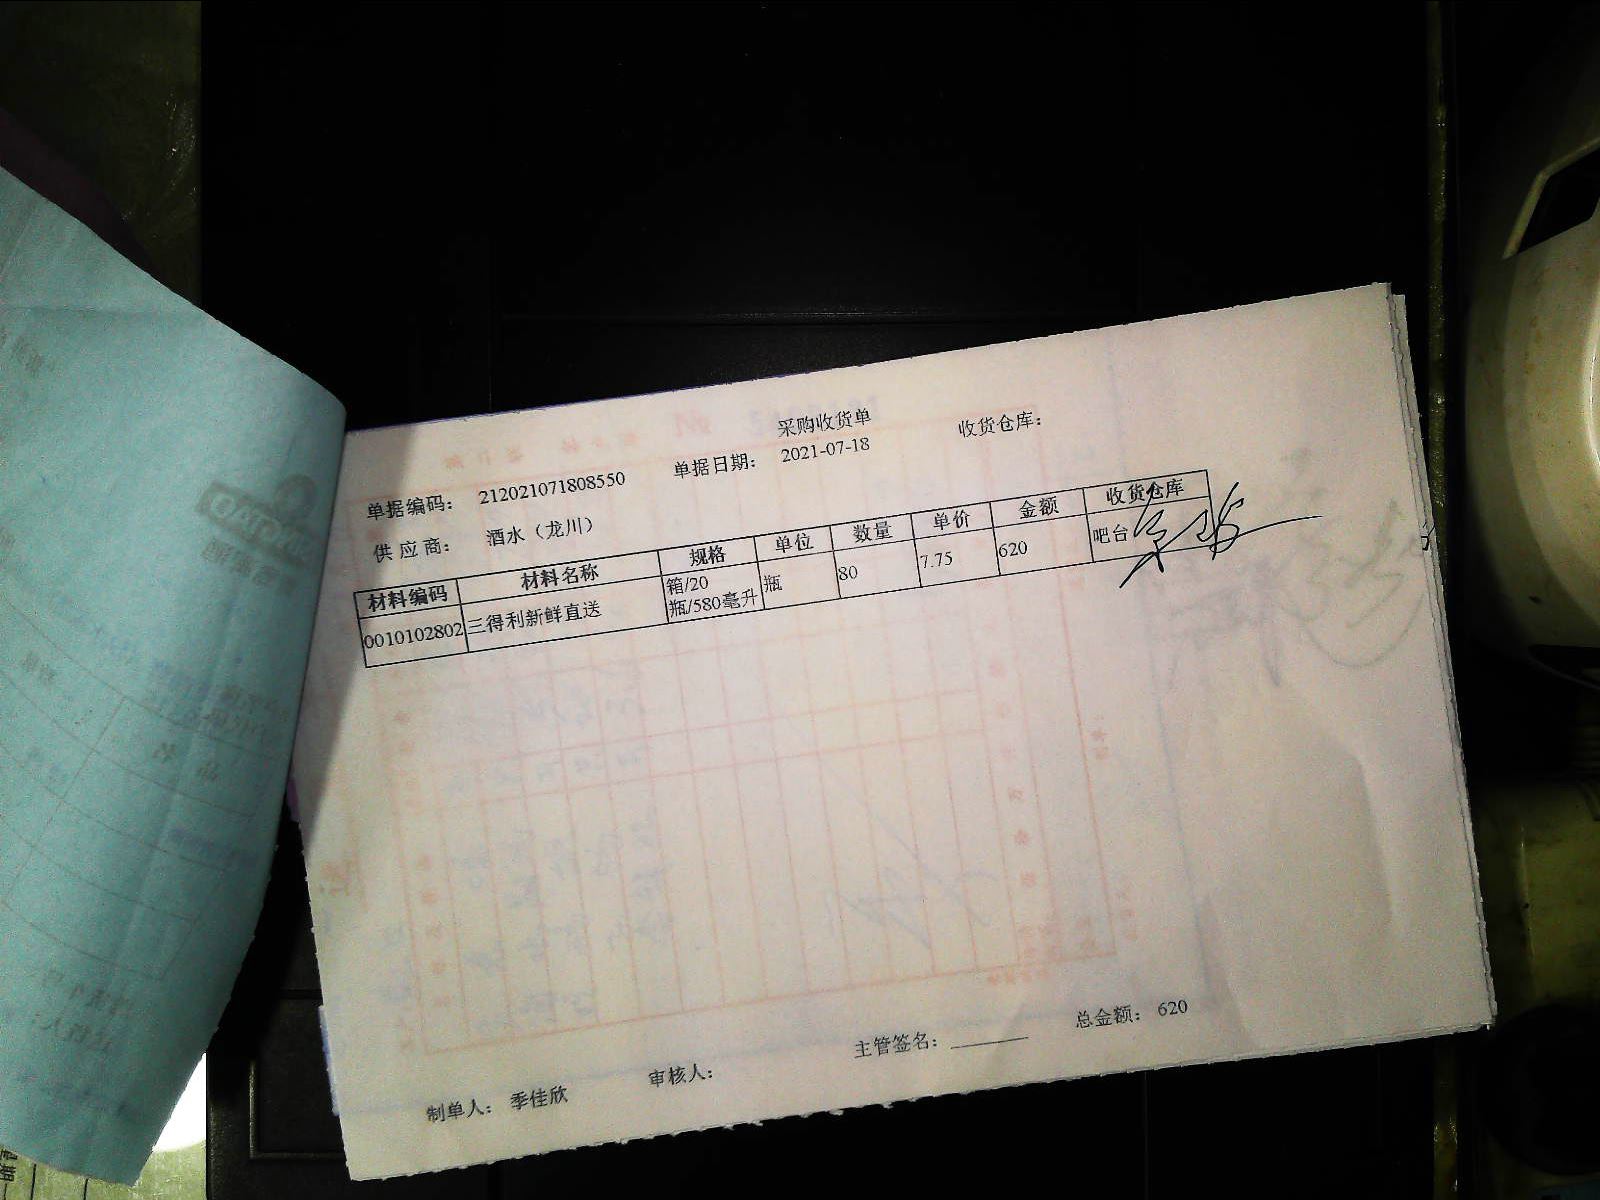 采购收货单
单据编码: 212021071808550 单据日期: 2021-07-18 收货仓库:
供应商: 酒水（龙川）
材料编码 材料名称 规格 单位 数量 单价 金额 收货仓库
0010102802 三得利新鲜直送 箱/20瓶/580毫升 瓶 80 7.75 620 吧台
制单人: 季佳欣 审核人: 主管签名: 总金额: 620